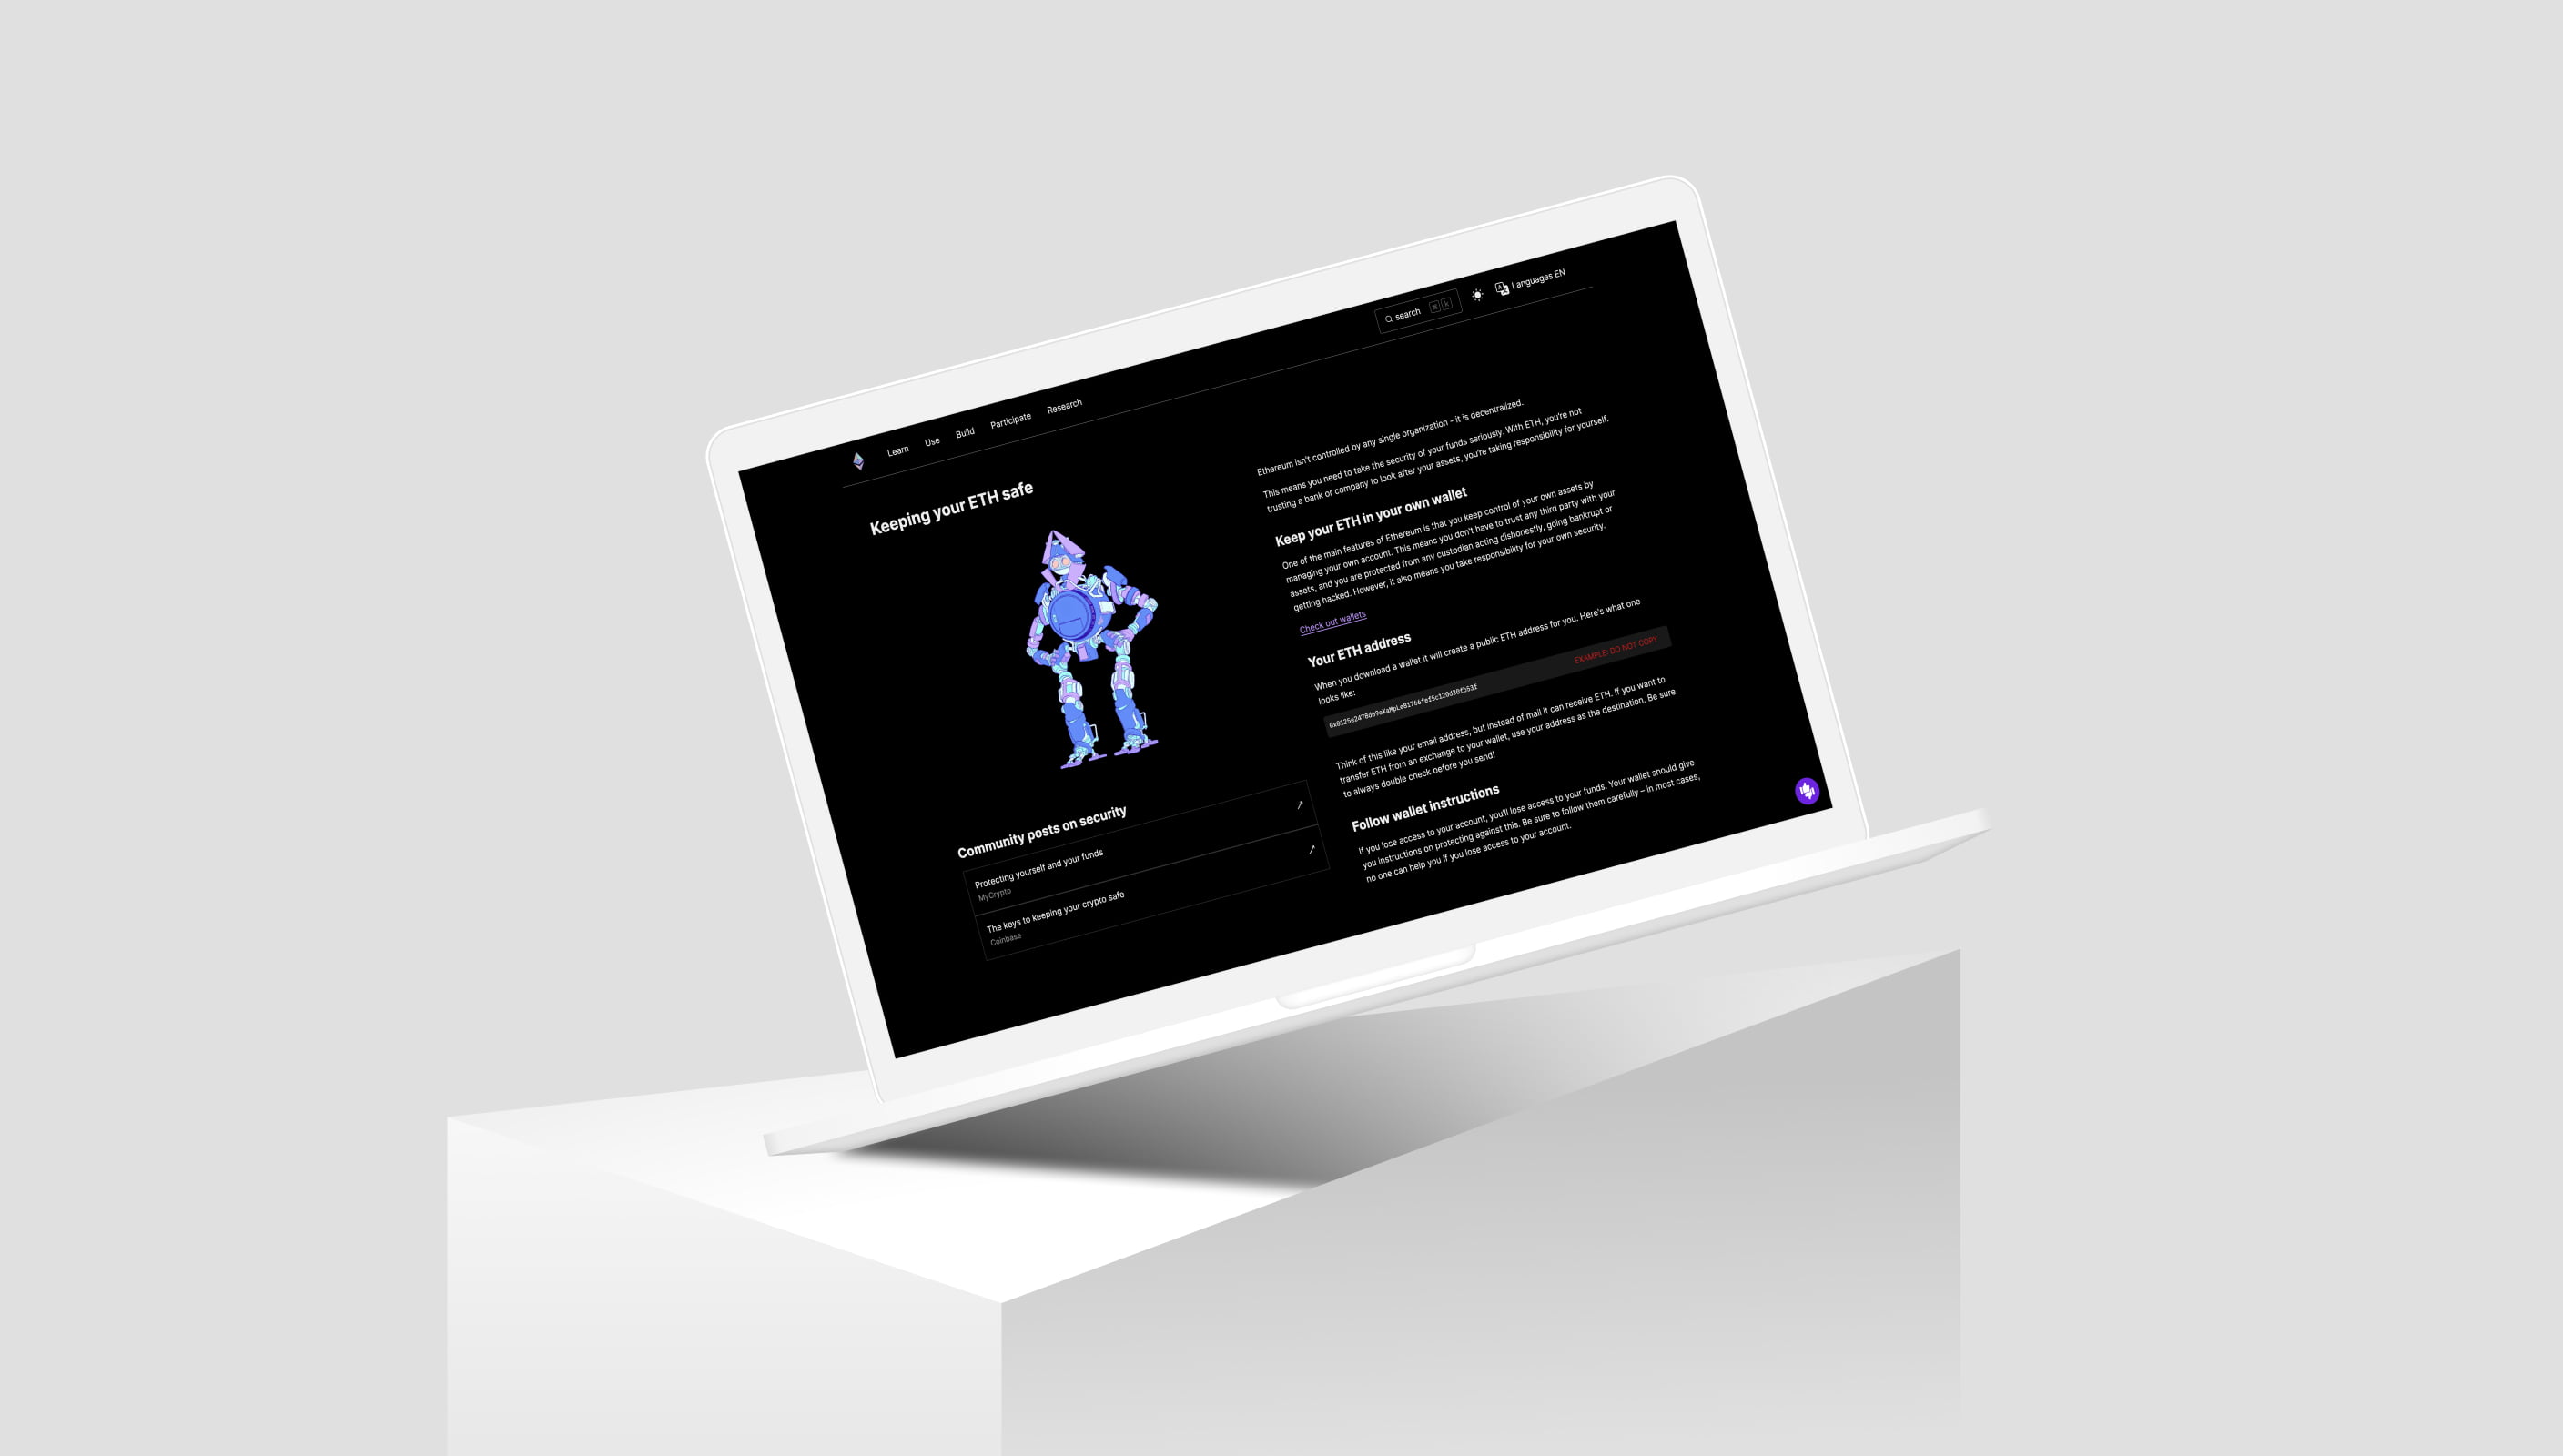 Learn Use Build Participate Research
search ⌘ k Languages EN
Keeping your ETH safe
Community posts on security
Protecting yourself and your funds
MyCrypto
The keys to keeping your crypto safe
Coinbase
Ethereum isn't controlled by any single organization - it is decentralized.
This means you need to take the security of your funds seriously. With ETH, you're not
trusting a bank or company to look after your assets, you're taking responsibility for yourself.
Keep your ETH in your own wallet
One of the main features of Ethereum is that you keep control of your own assets by
managing your own account. This means you don't have to trust any third party with your
assets, and you are protected from any custodian acting dishonestly, going bankrupt or
getting hacked. However, it also means you take responsibility for your own security.
Check out wallets
Your ETH address
When you download a wallet it will create a public ETH address for you. Here's what one
looks like:
0x0125e2478d69eXaMpLe81766fef5c120d30fb53f
EXAMPLE: DO NOT COPY
Think of this like your email address, but instead of mail it can receive ETH. If you want to
transfer ETH from an exchange to your wallet, use your address as the destination. Be sure
to always double check before you send!
Follow wallet instructions
If you lose access to your account, you'll lose access to your funds. Your wallet should give
you instructions on protecting against this. Be sure to follow them carefully – in most cases,
no one can help you if you lose access to your account.